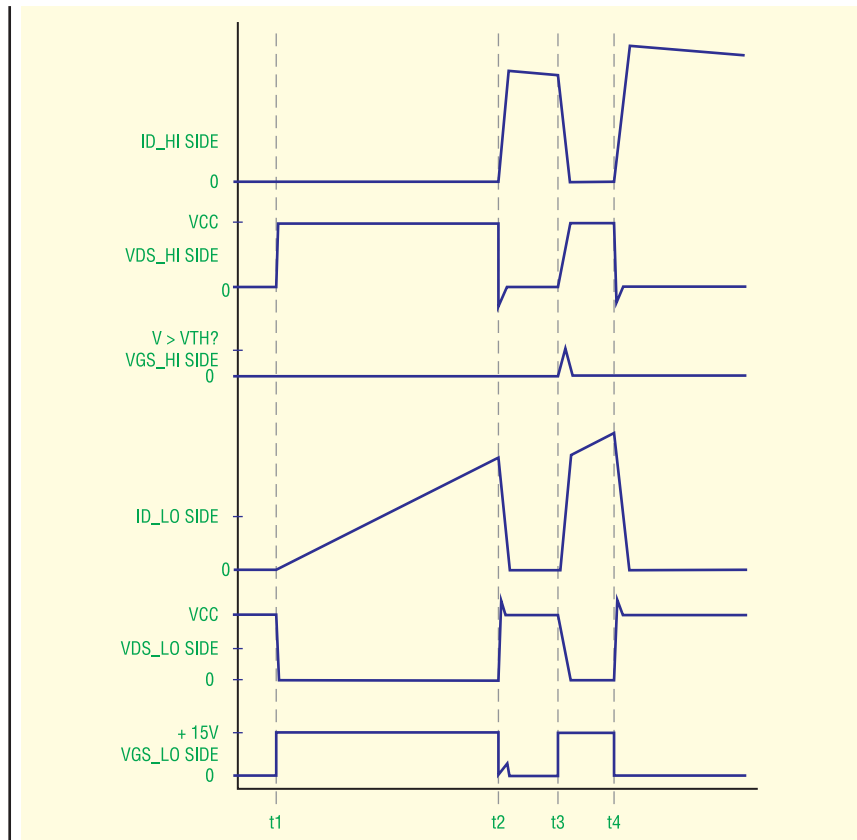 ID_HI SIDE
0
VCC
VDS_HI SIDE
0
V > VTH?
VGS_HI SIDE
0
ID_LO SIDE
0
VCC
VDS_LO SIDE
0
+ 15V
VGS_LO SIDE
0
t1 t2 t3 t4